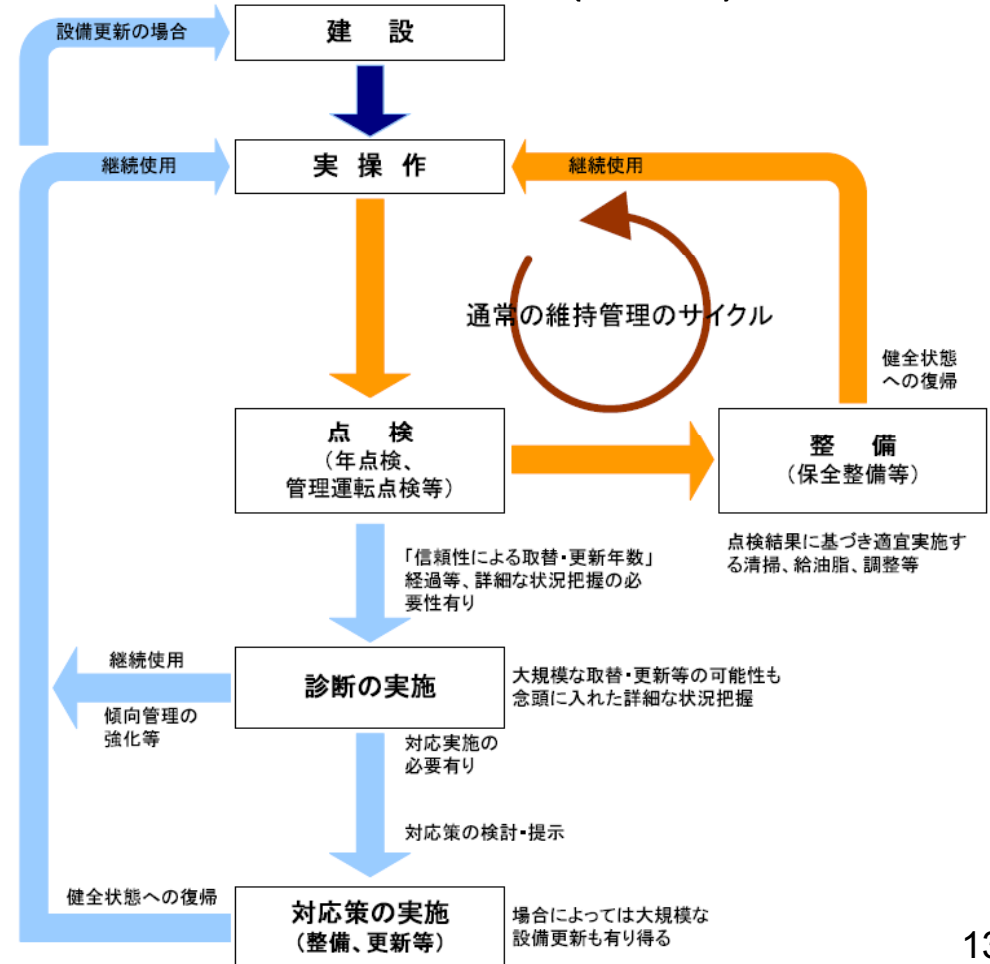 設備更新の場合
建　設
継続使用
実 操 作
継続使用
通常の維持管理のサイクル
健全状態
への復帰
点　検
（年点検、
管理運転点検等）
整　備
（保全整備等）
点検結果に基づき適宜実施す
る清掃、給油脂、調整等
「信頼性による取替・更新年数」
経過等、詳細な状況把握の必
要性有り
継続使用
診断の実施
大規模な取替・更新等の可能性も
念頭に入れた詳細な状況把握
傾向管理の
強化等
対応実施の
必要有り
対応策の検討・提示
健全状態への復帰
対応策の実施
（整備、更新等）
場合によっては大規模な
設備更新も有り得る